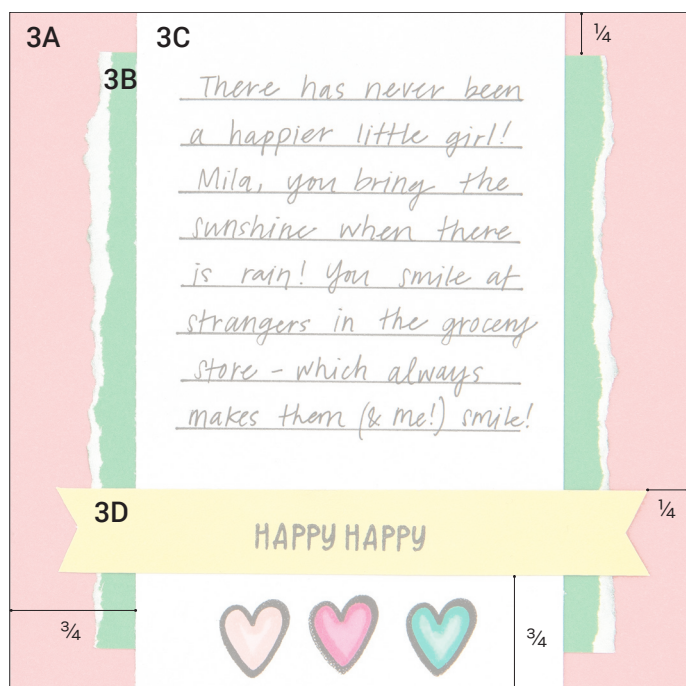 3A
3B
3C
¼
There has never been
a happier little girl!
Mila, you bring the
sunshine when there
is rain! You smile at
strangers in the grocery
store - which always
makes them (& me!) smile!
3D
HAPPY HAPPY
¼
¾
¾